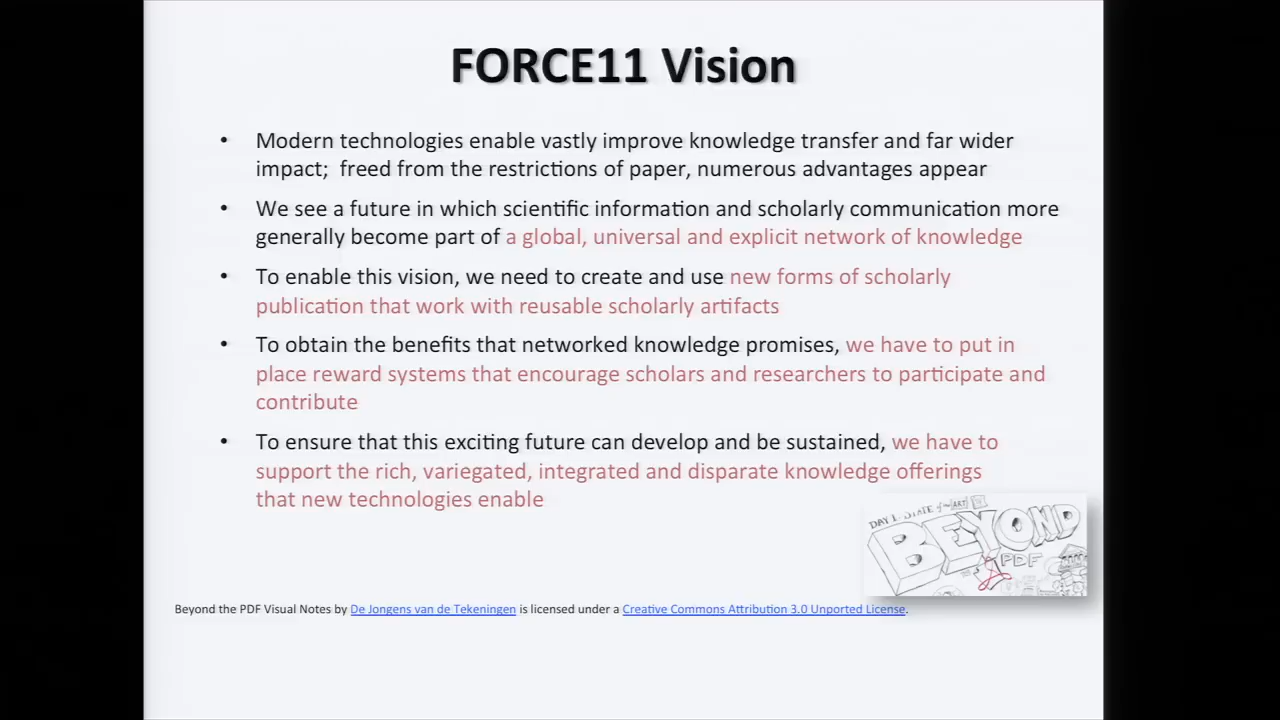 FORCE11 Vision
• Modern technologies enable vastly improve knowledge transfer and far wider
impact;  freed from the restrictions of paper, numerous advantages appear
• We see a future in which scientific information and scholarly communication more
generally become part of a global, universal and explicit network of knowledge
• To enable this vision, we need to create and use new forms of scholarly
publication that work with reusable scholarly artifacts
• To obtain the benefits that networked knowledge promises, we have to put in
place reward systems that encourage scholars and researchers to participate and
contribute
• To ensure that this exciting future can develop and be sustained, we have to
support the rich, variegated, integrated and disparate knowledge offerings
that new technologies enable
DAY 1: STATE of the ART
BEYOND
PDF
Beyond the PDF Visual Notes by De Jongens van de Tekeningen is licensed under a Creative Commons Attribution 3.0 Unported License.